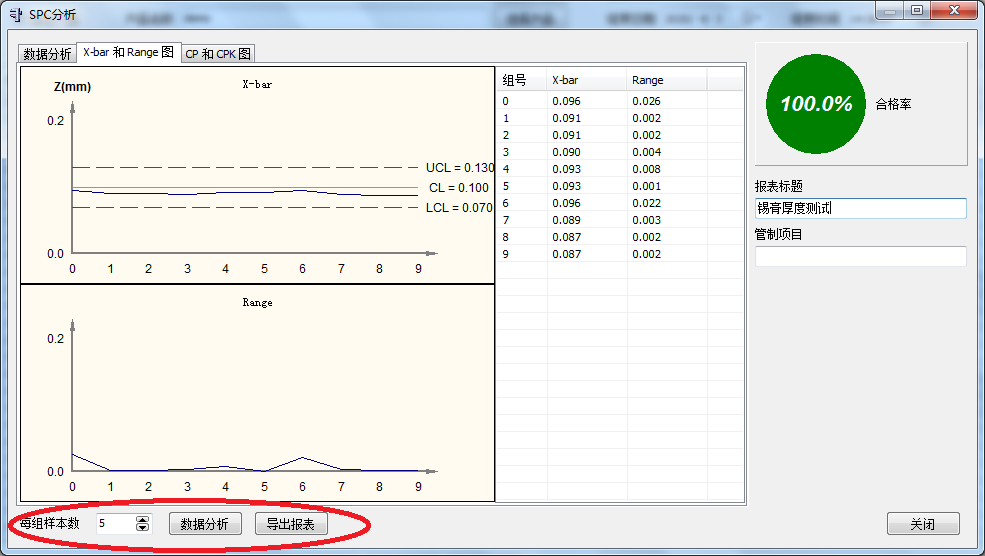 SPC分析
数据分析 X-bar 和 Range 图 CP 和 CPK 图
Z(mm)
X-bar
0.2
UCL = 0.130
CL = 0.100
LCL = 0.070
0.0
0 1 2 3 4 5 6 7 8 9
Range
0.2
0.0
0 1 2 3 4 5 6 7 8 9
组号 X-bar Range
0 0.096 0.026
1 0.091 0.002
2 0.091 0.002
3 0.090 0.004
4 0.093 0.008
5 0.093 0.001
6 0.096 0.022
7 0.089 0.003
8 0.087 0.002
9 0.087 0.002
100.0% 合格率
报表标题
锡膏厚度测试
管制项目
每组样本数 5 数据分析 导出报表 关闭